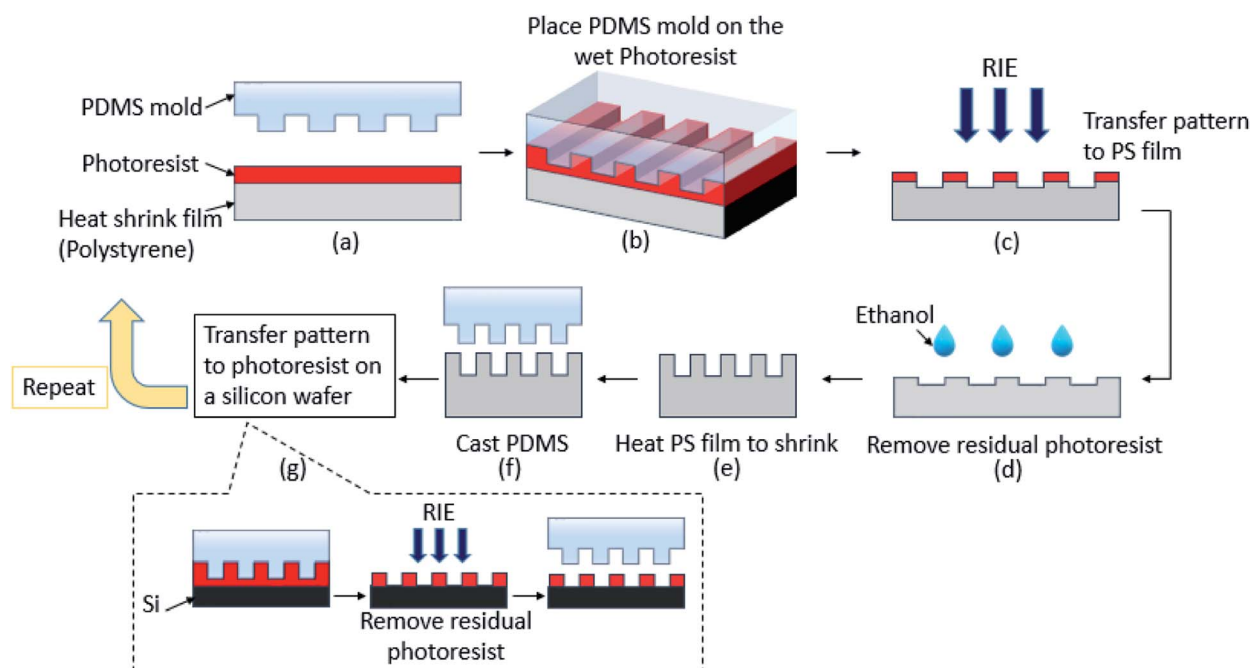 Place PDMS mold on the
wet Photoresist
PDMS mold
Photoresist
Heat shrink film
(Polystyrene)
(a)
(b)
RIE
Transfer pattern
to PS film
(c)
Ethanol
Remove residual photoresist
(d)
Heat PS film to shrink
(e)
Cast PDMS
(f)
Transfer pattern
to photoresist on
a silicon wafer
Repeat
(g)
Si
RIE
Remove residual
photoresist